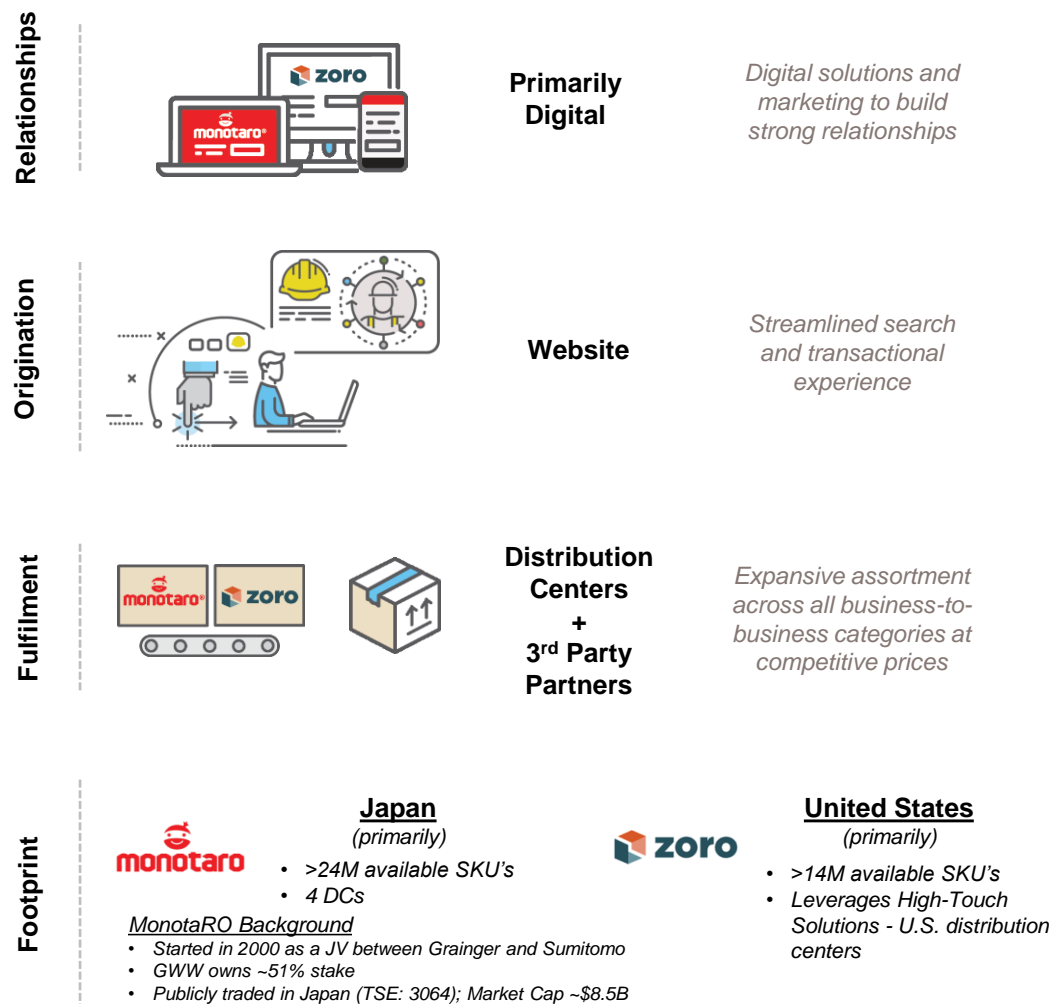 Relationships
zoro
monotaro®
Primarily
Digital
Digital solutions and
marketing to build
strong relationships
Origination
Website
Streamlined search
and transactional
experience
Fulfilment
monotaro®
zoro
Distribution
Centers
+
3rd Party
Partners
Expansive assortment
across all business-to-
business categories at
competitive prices
Footprint
monotaro
Japan
(primarily)
• >24M available SKU's
• 4 DCs
MonotaRO Background
• Started in 2000 as a JV between Grainger and Sumitomo
• GWW owns ~51% stake
• Publicly traded in Japan (TSE: 3064); Market Cap ~$8.5B
zoro
United States
(primarily)
• >14M available SKU's
• Leverages High-Touch
Solutions - U.S. distribution
centers